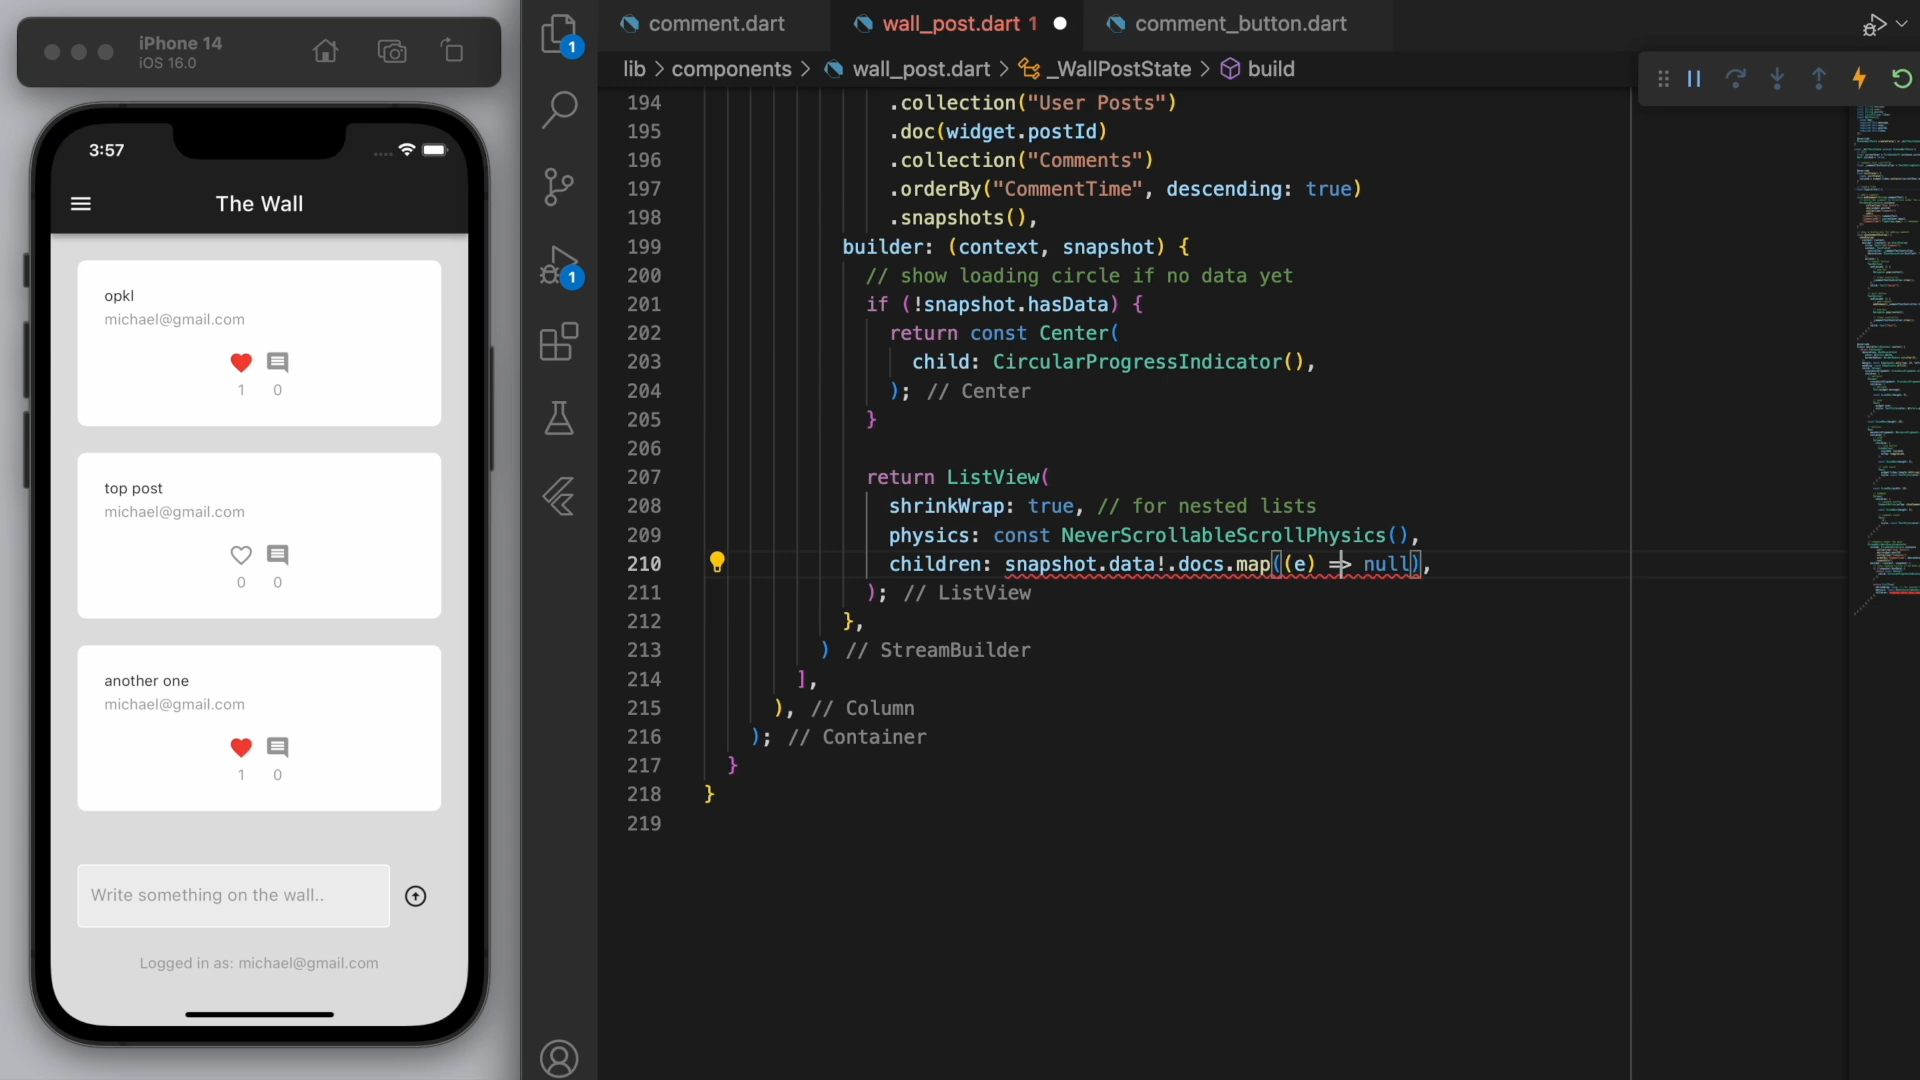 iPhone 14
iOS 16.0
3:57
The Wall
opkl
michael@gmail.com
1
0
top post
michael@gmail.com
0
0
another one
michael@gmail.com
1
0
Write something on the wall..
Logged in as: michael@gmail.com
1
1
comment.dart
wall_post.dart 1
comment_button.dart
lib > components > wall_post.dart > _WallPostState > build
194 .collection("User Posts")
195 .doc(widget.postId)
196 .collection("Comments")
197 .orderBy("CommentTime", descending: true)
198 .snapshots(),
199 builder: (context, snapshot) {
200 // show loading circle if no data yet
201 if (!snapshot.hasData) {
202 return const Center(
203 child: CircularProgressIndicator(),
204 ); // Center
205 }
206
207 return ListView(
208 shrinkWrap: true, // for nested lists
209 physics: const NeverScrollableScrollPhysics(),
210 children: snapshot.data!.docs.map((e) => null),
211 ); // ListView
212 },
213 ) // StreamBuilder
214 ],
215 ), // Column
216 ); // Container
217 }
218 }
219